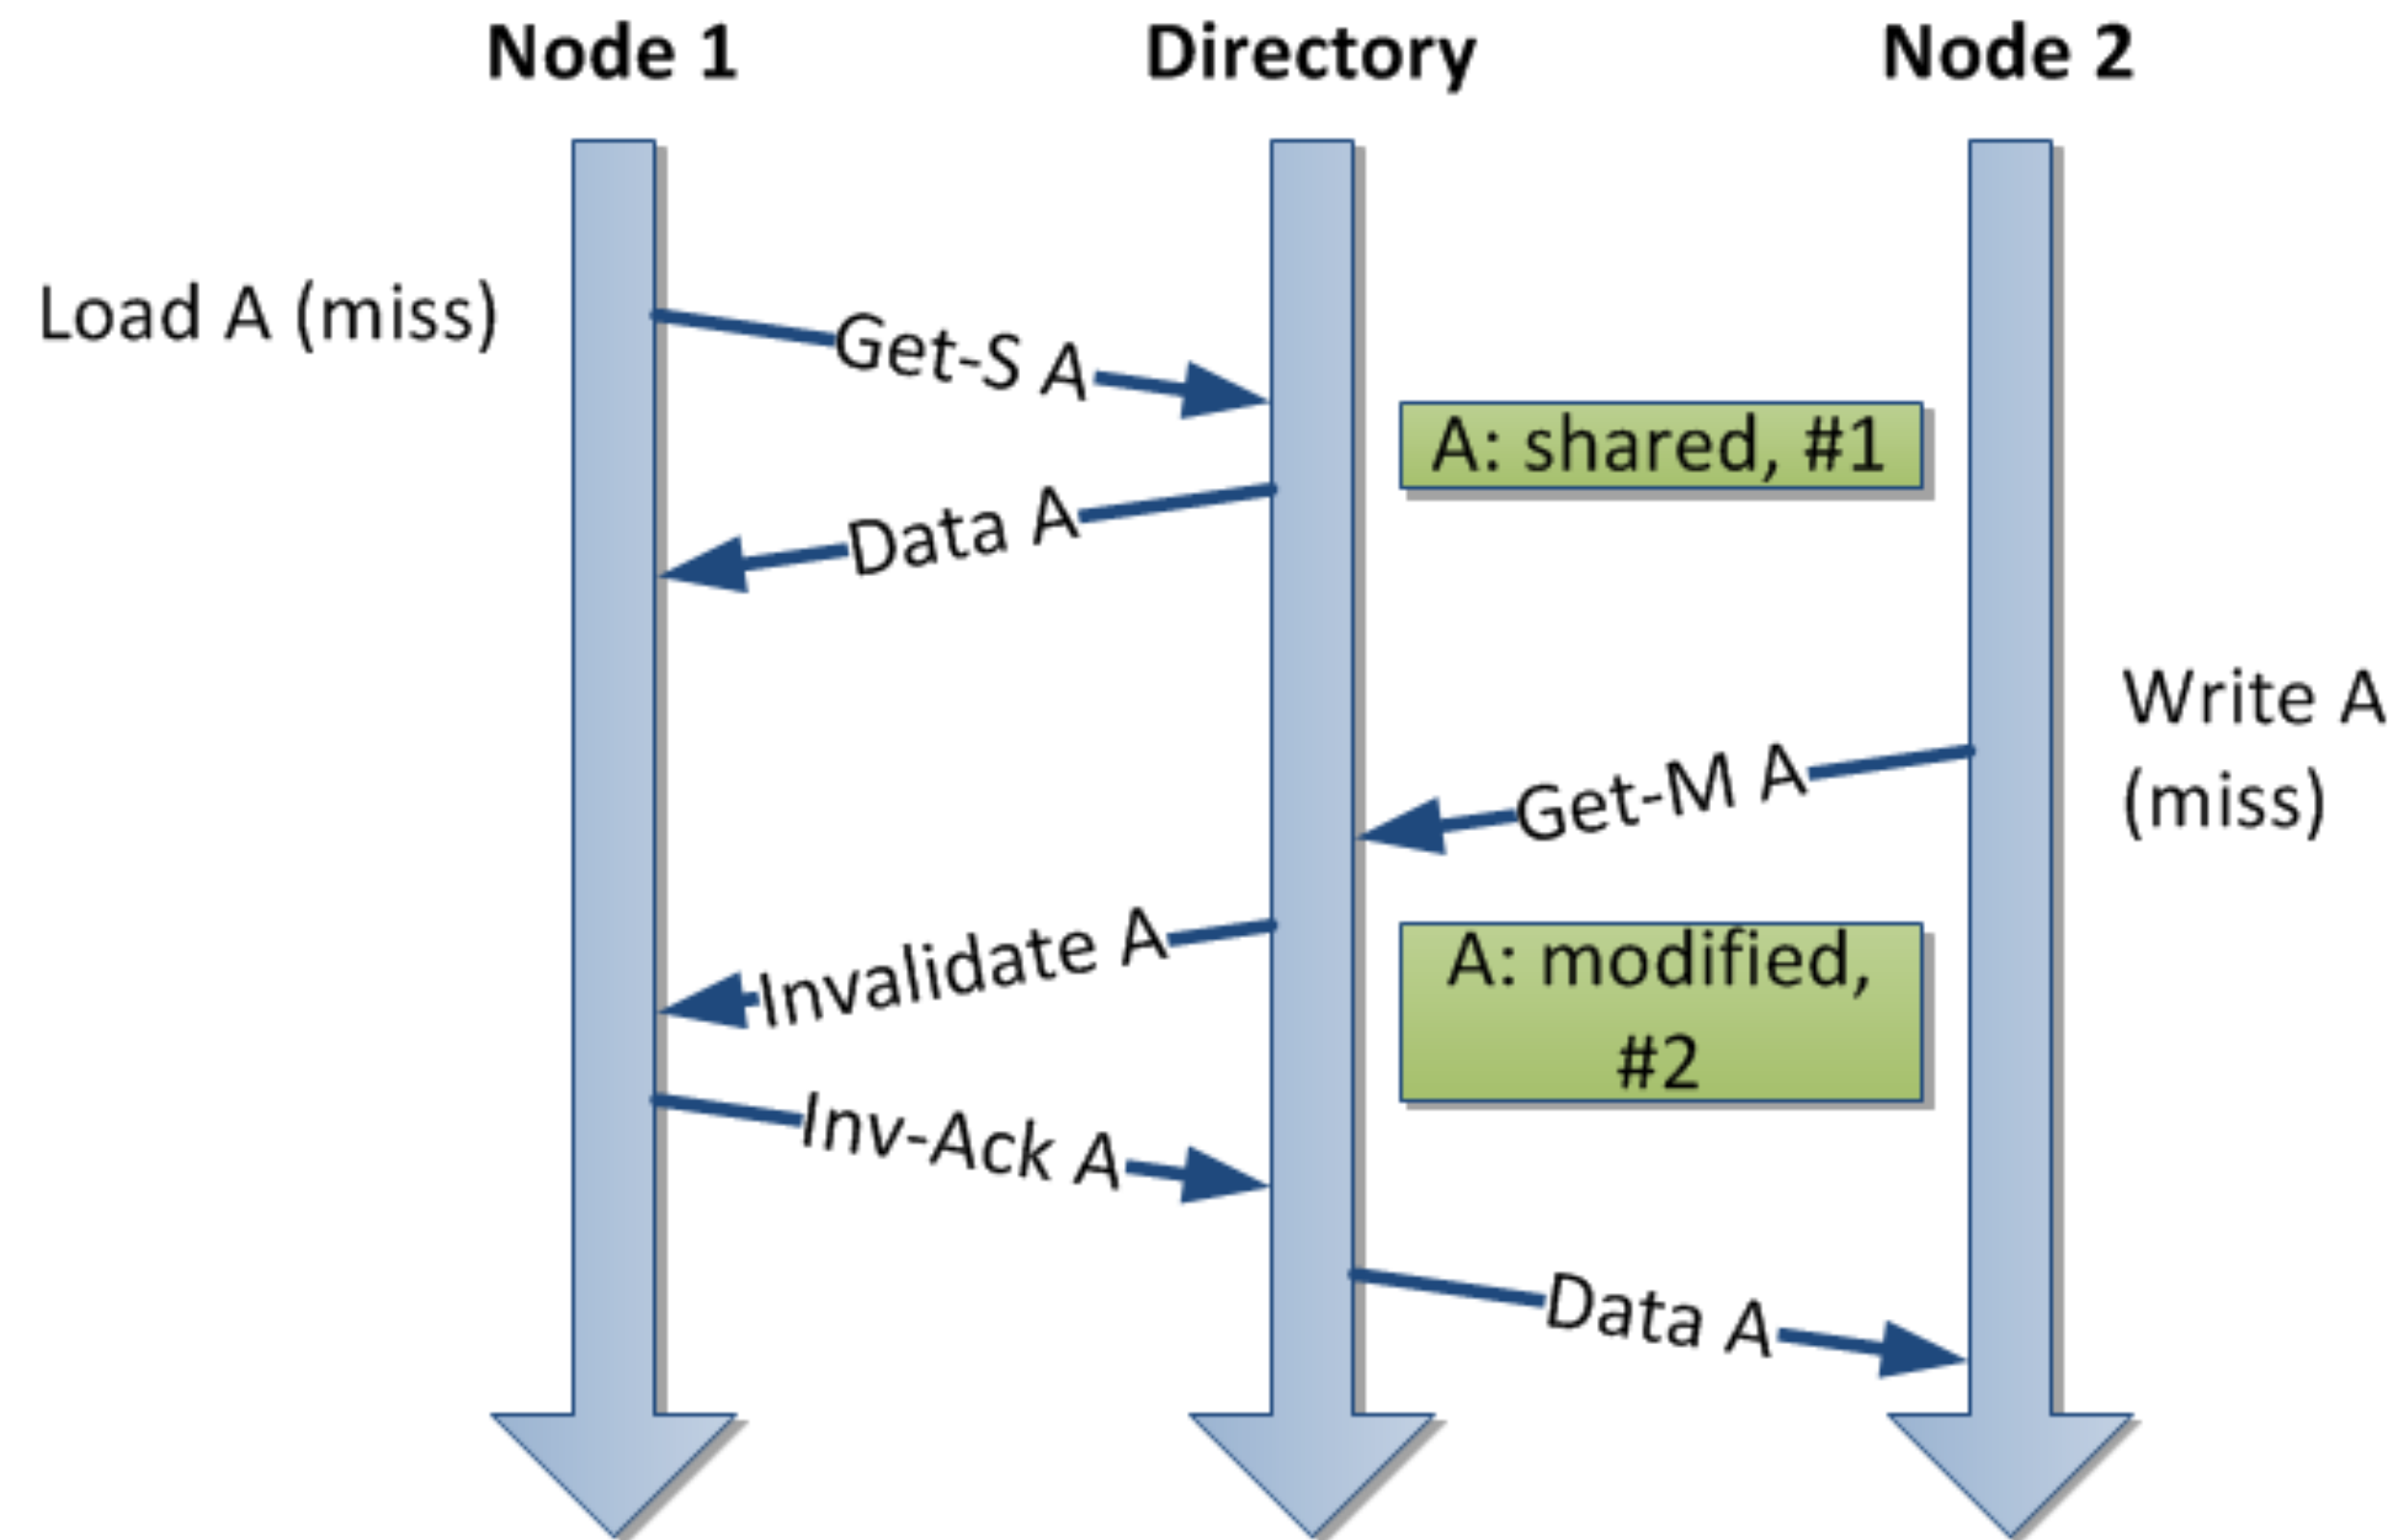 Node 1
Directory
Node 2
Load A (miss)
Get-S A
A: shared, #1
Data A
Write A
(miss)
Get-M A
Invalidate A
A: modified,
#2
Inv-Ack A
Data A